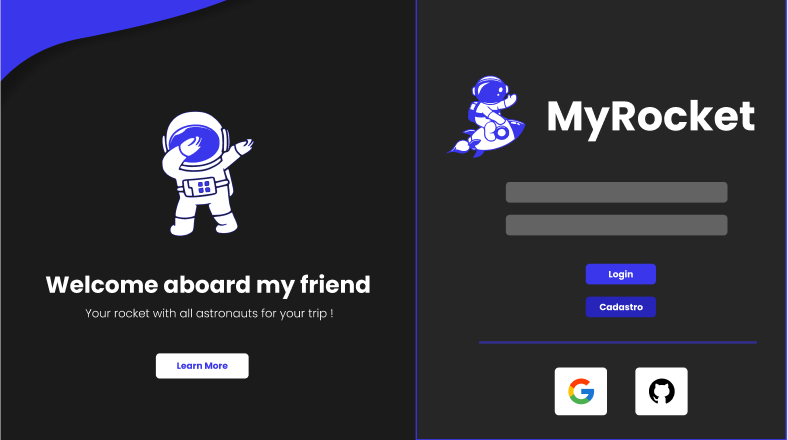 Welcome aboard my friend
Your rocket with all astronauts for your trip !
Learn More
MyRocket
Login
Cadastro